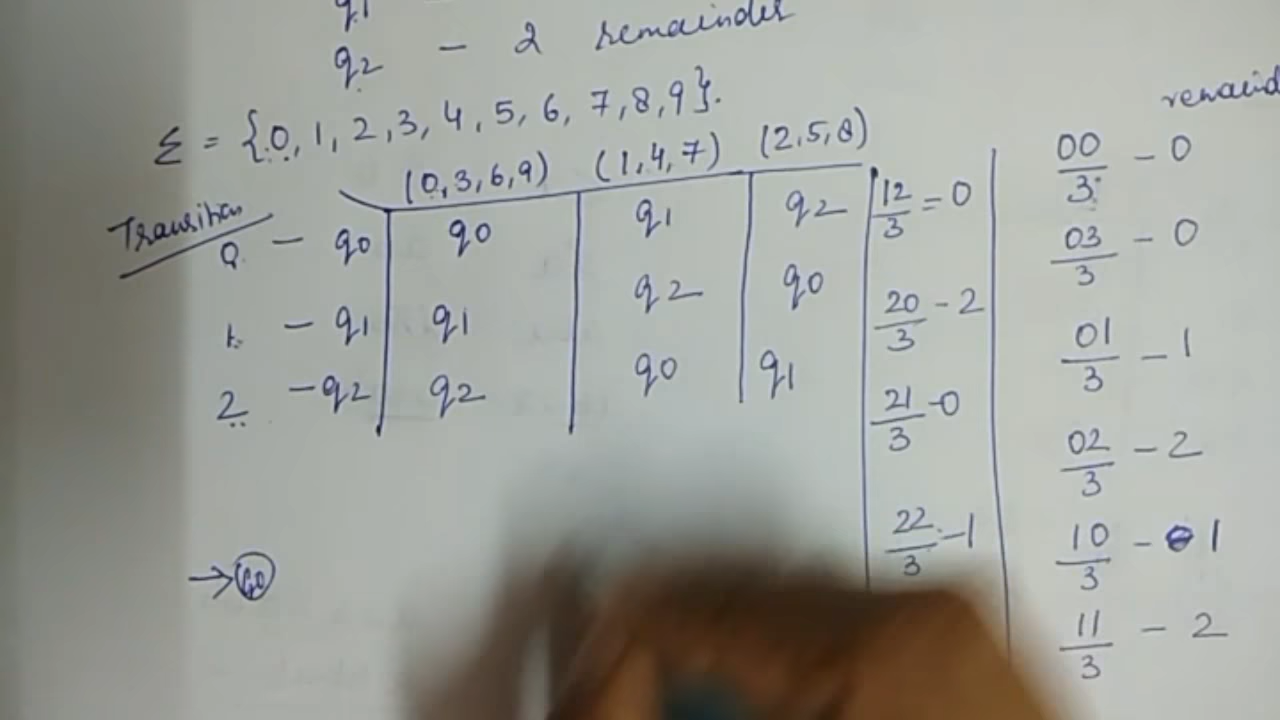 q1
q2 - 2 remainder
Σ = {0, 1, 2, 3, 4, 5, 6, 7, 8, 9}.
(0, 3, 6, 9) (1, 4, 7) (2, 5, 8)
Transition
0 - q0 q0 q1 q2
1 - q1 q1 q2 q0
2 - q2 q2 q0 q1
→ q0
12/3 = 0
20/3 - 2
21/3 - 0
22/3 - 1
00/3 - 0
03/3 - 0
01/3 - 1
02/3 - 2
10/3 - 1
11/3 - 2